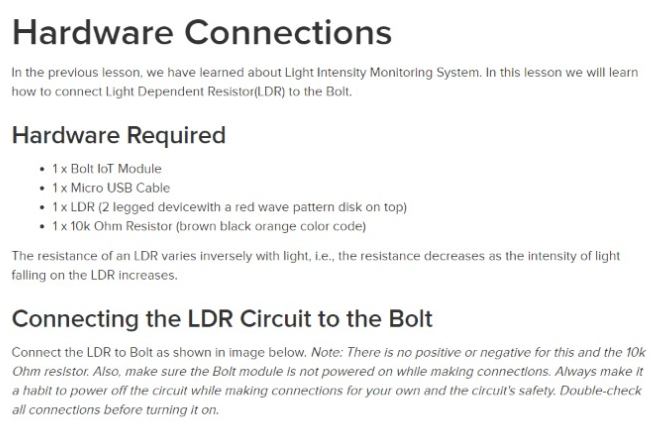 Hardware Connections
In the previous lesson, we have learned about Light Intensity Monitoring System. In this lesson we will learn
how to connect Light Dependent Resistor(LDR) to the Bolt.
Hardware Required
• 1 x Bolt IoT Module
• 1 x Micro USB Cable
• 1 x LDR (2 legged devicewith a red wave pattern disk on top)
• 1 x 10k Ohm Resistor (brown black orange color code)
The resistance of an LDR varies inversely with light, i.e., the resistance decreases as the intensity of light
falling on the LDR increases.
Connecting the LDR Circuit to the Bolt
Connect the LDR to Bolt as shown in image below. Note: There is no positive or negative for this and the 10k
Ohm resistor. Also, make sure the Bolt module is not powered on while making connections. Always make it
a habit to power off the circuit while making connections for your own and the circuit's safety. Double-check
all connections before turning it on.